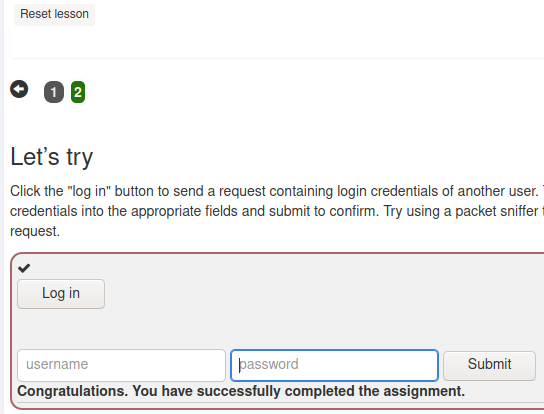 Reset lesson
1 2
Let's try
Click the "log in" button to send a request containing login credentials of another user.
credentials into the appropriate fields and submit to confirm. Try using a packet sniffer
request.
Log in
username password Submit
Congratulations. You have successfully completed the assignment.